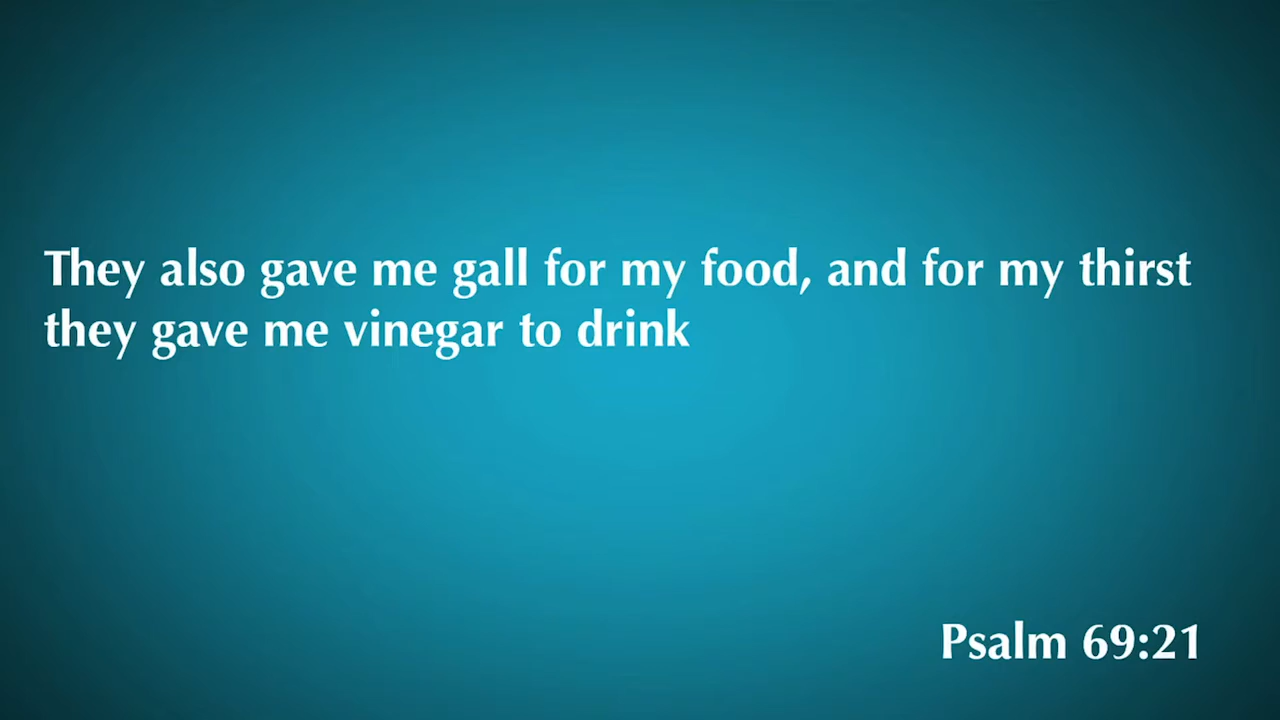 They also gave me gall for my food, and for my thirst
they gave me vinegar to drink
Psalm 69:21